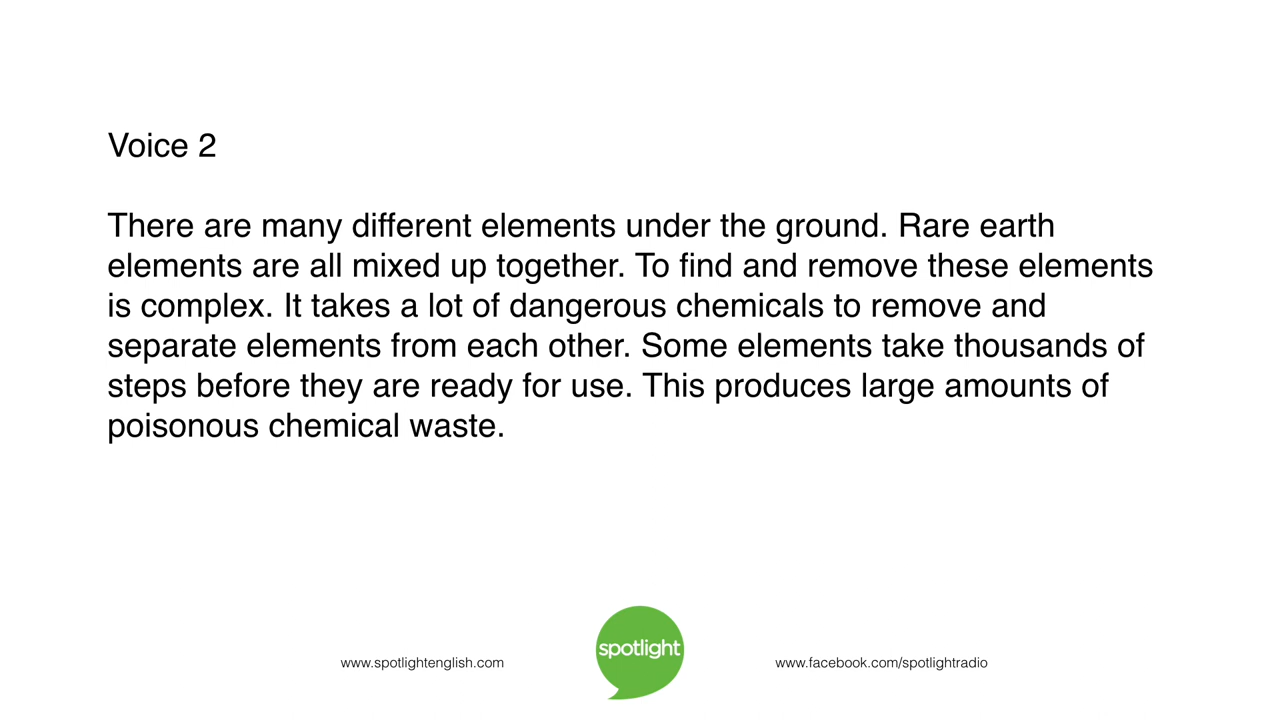 Voice 2
There are many different elements under the ground. Rare earth
elements are all mixed up together. To find and remove these elements
is complex. It takes a lot of dangerous chemicals to remove and
separate elements from each other. Some elements take thousands of
steps before they are ready for use. This produces large amounts of
poisonous chemical waste.
spotlight
www.spotlightenglish.com
www.facebook.com/spotlightradio